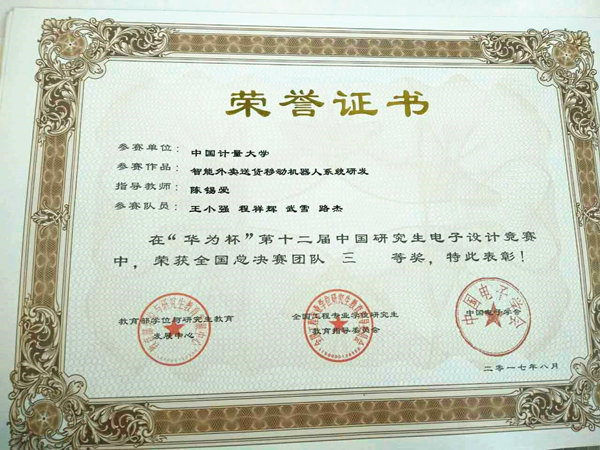 荣誉证书
参赛单位：中国计量大学
参赛作品：智能外卖送货移动机器人系统研发
指导教师：陈锡爱
参赛队员：王小强 程祥辉 武雪 路杰
在“华为杯”第十二届中国研究生电子设计竞赛
中，荣获全国总决赛团队 三 等奖，特此表彰！
教育部学位与研究生教育
发展中心
全国工程专业学位研究生
教育指导委员会
中国电子学会
中国电子学会
二零一七年八月